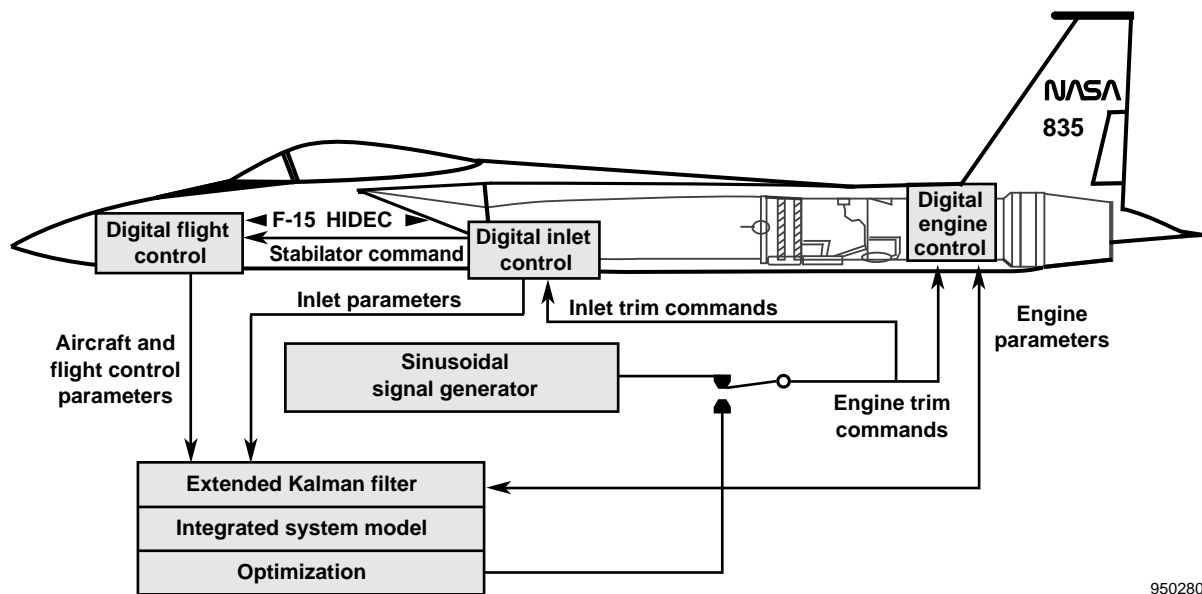 NASA
835
F-15 HIDEC
Digital flight
control
Stabilator command
Digital inlet
control
Digital
engine
control
Inlet parameters
Inlet trim commands
Engine
parameters
Aircraft and
flight control
parameters
Sinusoidal
signal generator
Engine trim
commands
Extended Kalman filter
Integrated system model
Optimization
950280